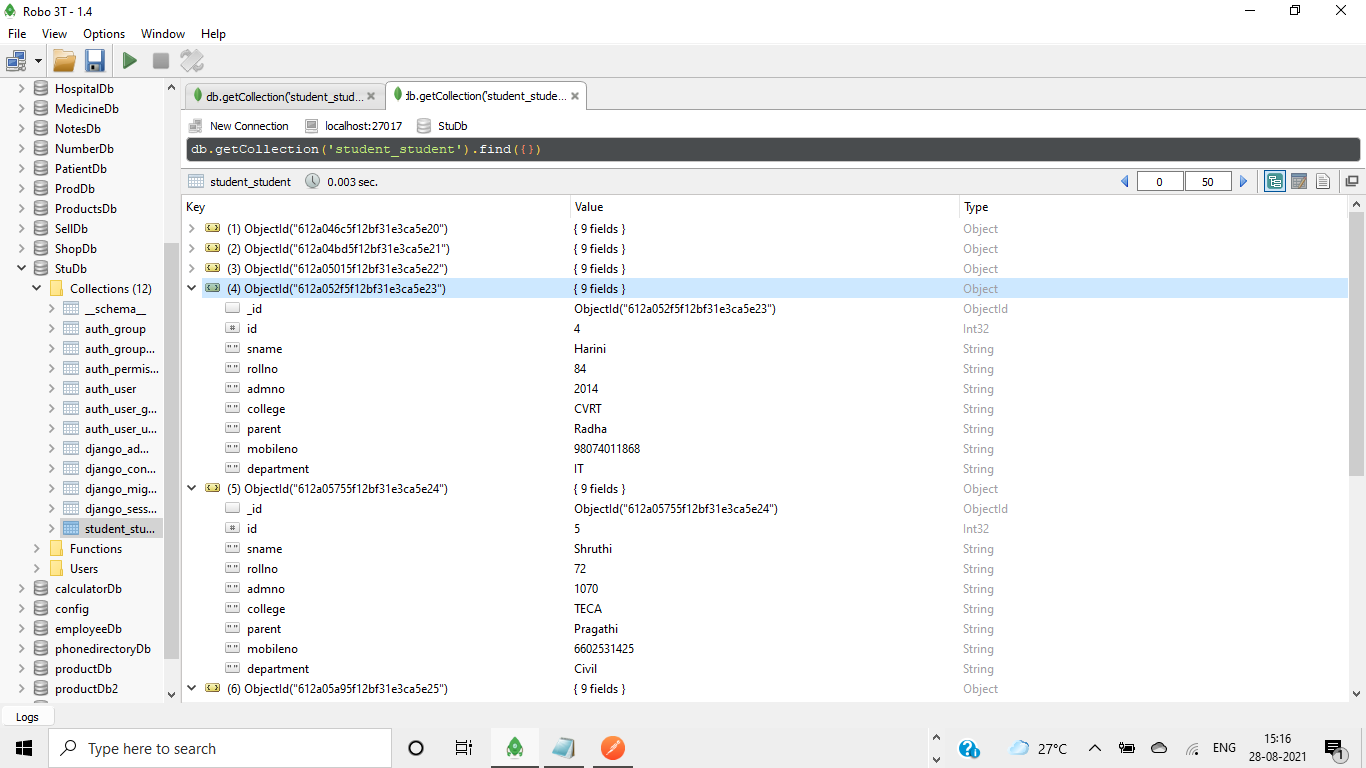 Robo 3T - 1.4
File View Options Window Help
HospitalDb
MedicineDb
NotesDb
NumberDb
PatientDb
ProdDb
ProductsDb
SellDb
ShopDb
StuDb
Collections (12)
__schema__
auth_group
auth_group...
auth_permis...
auth_user
auth_user_g...
auth_user_u...
django_ad...
django_con...
django_mig...
django_sess...
student_stu...
Functions
Users
calculatorDb
config
employeeDb
phonedirectoryDb
productDb
productDb2
Logs
db.getCollection('student_stud... db.getCollection('student_stude...
New Connection localhost:27017 StuDb
db.getCollection('student_student').find({})
student_student 0.003 sec. 0 50
Key Value Type
(1) ObjectId("612a046c5f12bf31e3ca5e20") { 9 fields } Object
(2) ObjectId("612a04bd5f12bf31e3ca5e21") { 9 fields } Object
(3) ObjectId("612a05015f12bf31e3ca5e22") { 9 fields } Object
(4) ObjectId("612a052f5f12bf31e3ca5e23") { 9 fields } Object
_id ObjectId("612a052f5f12bf31e3ca5e23") ObjectId
# id 4 Int32
"" sname Harini String
"" rollno 84 String
"" admno 2014 String
"" college CVRT String
"" parent Radha String
"" mobileno 98074011868 String
"" department IT String
(5) ObjectId("612a05755f12bf31e3ca5e24") { 9 fields } Object
_id ObjectId("612a05755f12bf31e3ca5e24") ObjectId
# id 5 Int32
"" sname Shruthi String
"" rollno 72 String
"" admno 1070 String
"" college TECA String
"" parent Pragathi String
"" mobileno 6602531425 String
"" department Civil String
(6) ObjectId("612a05a95f12bf31e3ca5e25") { 9 fields } Object
Type here to search 27°C ENG 15:16
28-08-2021 1